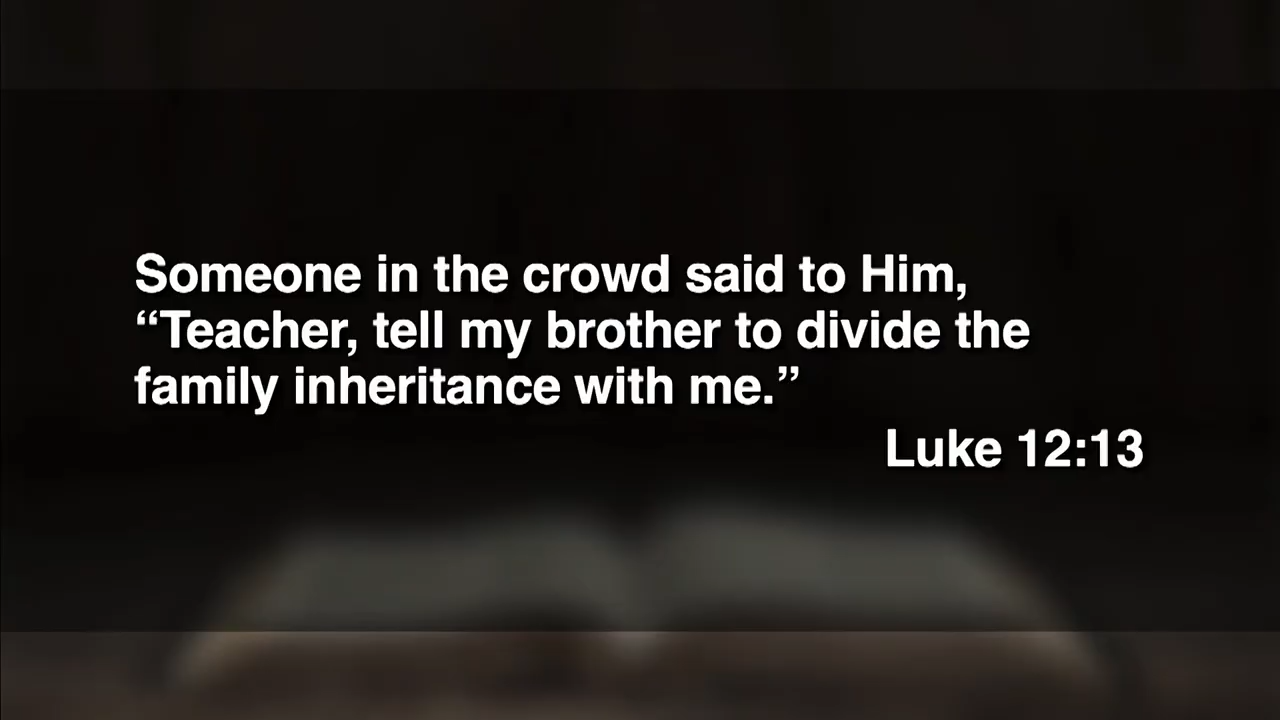 Someone in the crowd said to Him,
“Teacher, tell my brother to divide the
family inheritance with me.”
Luke 12:13